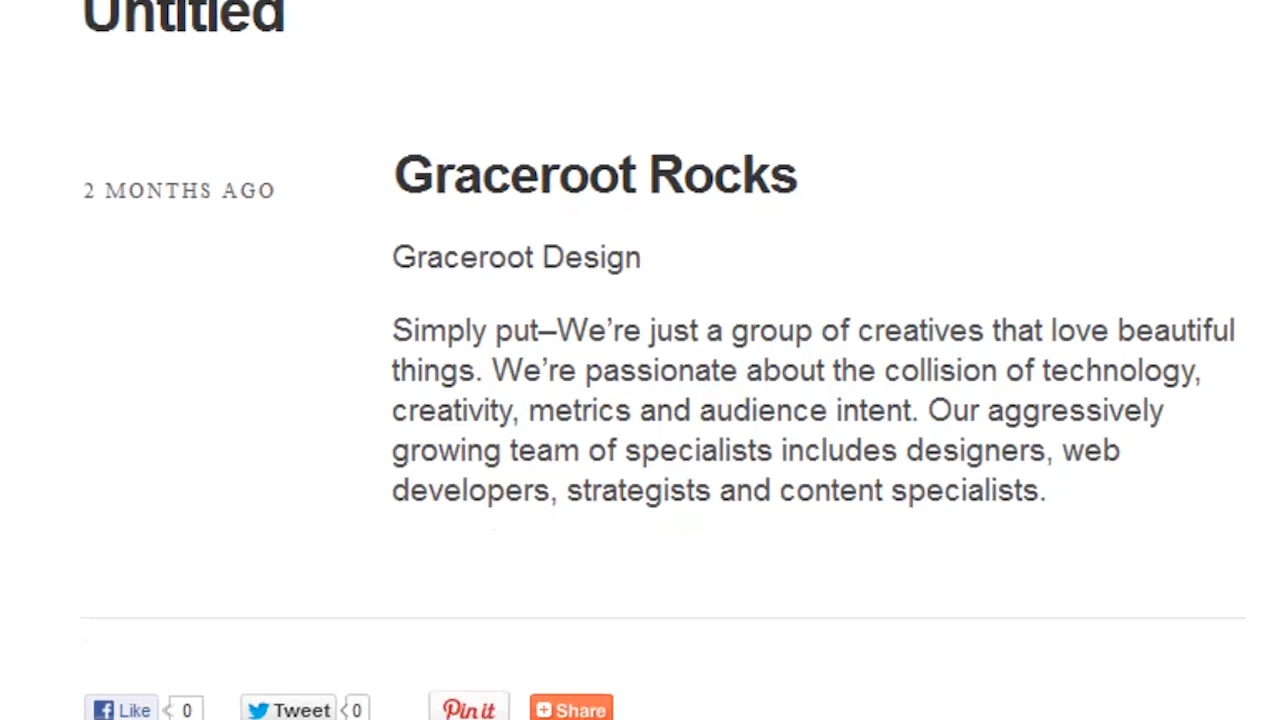 Untitled
2 MONTHS AGO
Graceroot Rocks
Graceroot Design
Simply put–We’re just a group of creatives that love beautiful
things. We’re passionate about the collision of technology,
creativity, metrics and audience intent. Our aggressively
growing team of specialists includes designers, web
developers, strategists and content specialists.
Like 0 Tweet 0 Pin it Share